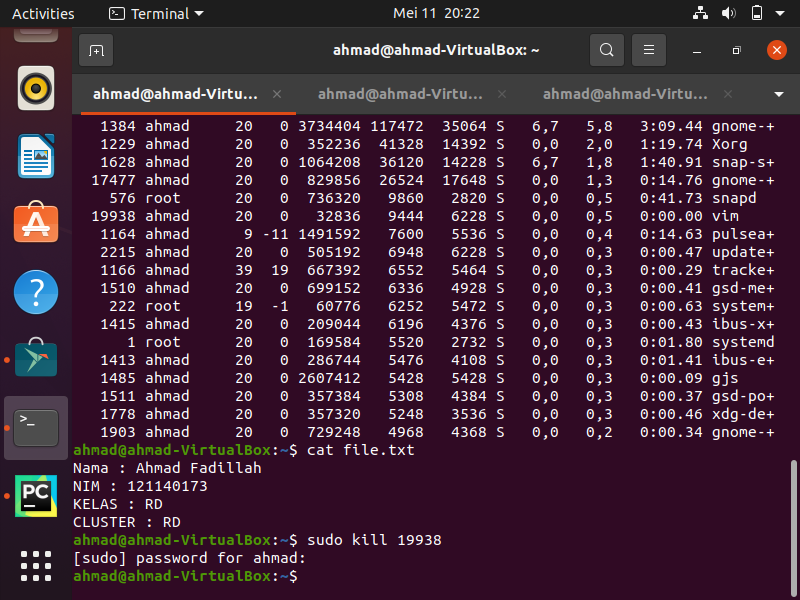 Activities Terminal Mei 11 20:22
ahmad@ahmad-VirtualBox: ~
ahmad@ahmad-Virtu... ahmad@ahmad-Virtu... ahmad@ahmad-Virtu...
1384 ahmad 20 0 3734404 117472 35064 S 6,7 5,8 3:09.44 gnome-+
1229 ahmad 20 0 352236 41328 14392 S 0,0 2,0 1:19.74 Xorg
1628 ahmad 20 0 1064208 36120 14228 S 6,7 1,8 1:40.91 snap-s+
17477 ahmad 20 0 829856 26524 17648 S 0,0 1,3 0:14.76 gnome-+
576 root 20 0 736320 9860 2820 S 0,0 0,5 0:41.73 snapd
19938 ahmad 20 0 32836 9444 6228 S 0,0 0,5 0:00.00 vim
1164 ahmad 9 -11 1491592 7600 5536 S 0,0 0,4 0:14.63 pulsea+
2215 ahmad 20 0 505192 6948 6228 S 0,0 0,3 0:00.47 update+
1166 ahmad 39 19 667392 6552 5464 S 0,0 0,3 0:00.29 tracke+
1510 ahmad 20 0 699152 6336 4928 S 0,0 0,3 0:00.41 gsd-me+
222 root 19 -1 60776 6252 5472 S 0,0 0,3 0:00.63 system+
1415 ahmad 20 0 209044 6196 4376 S 0,0 0,3 0:00.43 ibus-x+
1 root 20 0 169584 5520 2732 S 0,0 0,3 0:01.80 systemd
1413 ahmad 20 0 286744 5476 4108 S 0,0 0,3 0:01.41 ibus-e+
1485 ahmad 20 0 2607412 5428 5428 S 0,0 0,3 0:00.09 gjs
1511 ahmad 20 0 357384 5308 4384 S 0,0 0,3 0:00.37 gsd-po+
1778 ahmad 20 0 357320 5248 3536 S 0,0 0,3 0:00.46 xdg-de+
1903 ahmad 20 0 729248 4968 4368 S 0,0 0,2 0:00.34 gnome-+
ahmad@ahmad-VirtualBox:~$ cat file.txt
Nama : Ahmad Fadillah
NIM : 121140173
KELAS : RD
CLUSTER : RD
ahmad@ahmad-VirtualBox:~$ sudo kill 19938
[sudo] password for ahmad:
ahmad@ahmad-VirtualBox:~$
PC